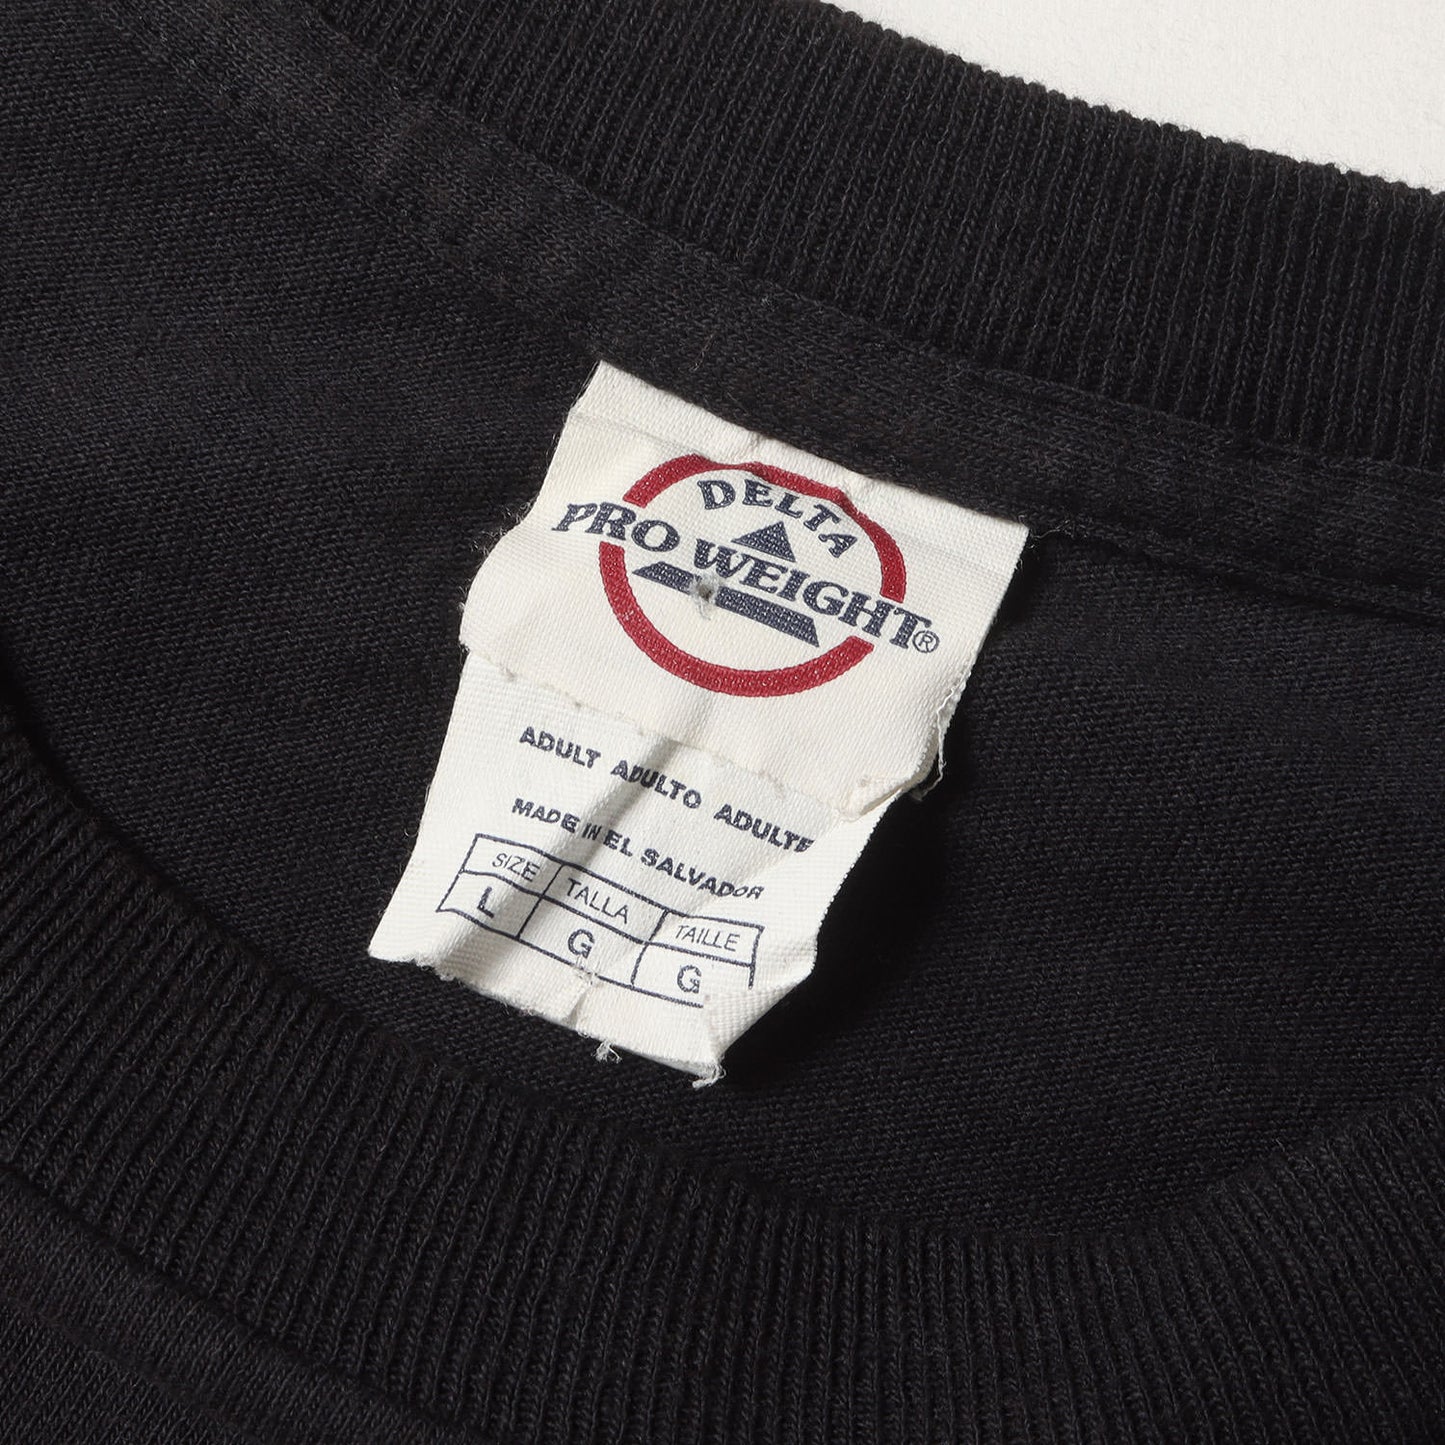 DELTA
PRO WEIGHT®
ADULT ADULTO ADULTE
MADE IN EL SALVADOR
SIZE TALLA TAILLE
L G G